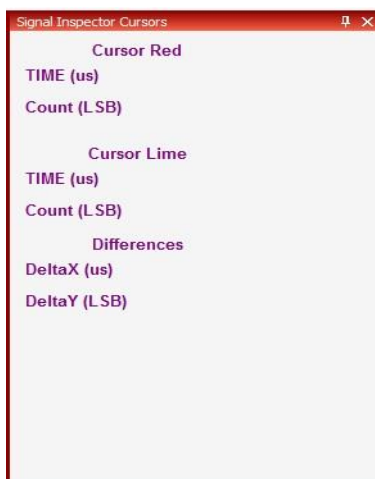 Signal Inspector Cursors
Cursor Red
TIME (us)
Count (LSB)
Cursor Lime
TIME (us)
Count (LSB)
Differences
DeltaX (us)
DeltaY (LSB)